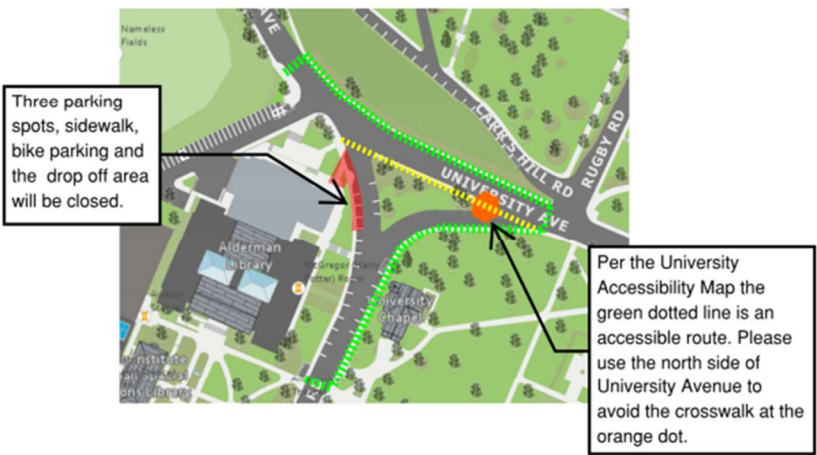 Nameless
Fields
AVE
Three parking
spots, sidewalk,
bike parking and
the drop off area
will be closed.
CARR'S HILL RD
RUGBY RD
UNIVERSITY AVE
Alderman
Library
University
Chapel
Institute
Special
Library
Per the University
Accessibility Map the
green dotted line is an
accessible route. Please
use the north side of
University Avenue to
avoid the crosswalk at the
orange dot.